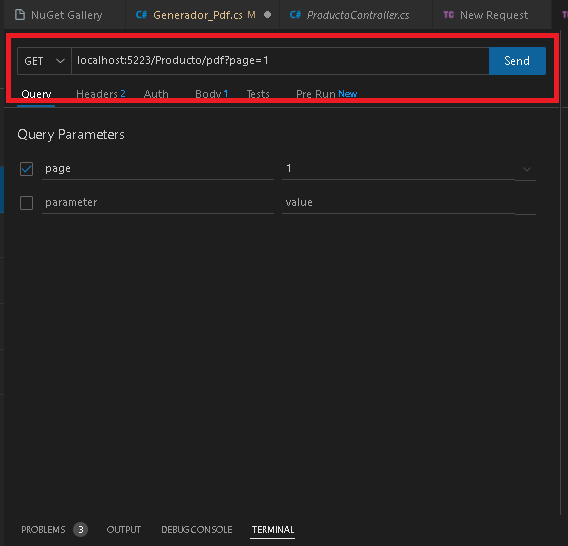 NuGet Gallery C# Generador_Pdf.cs M C# ProductoController.cs TC New Request TC
GET localhost:5223/Producto/pdf?page=1 Send
Query Headers 2 Auth Body 1 Tests Pre Run New
Query Parameters
page 1
parameter value
PROBLEMS 3 OUTPUT DEBUG CONSOLE TERMINAL